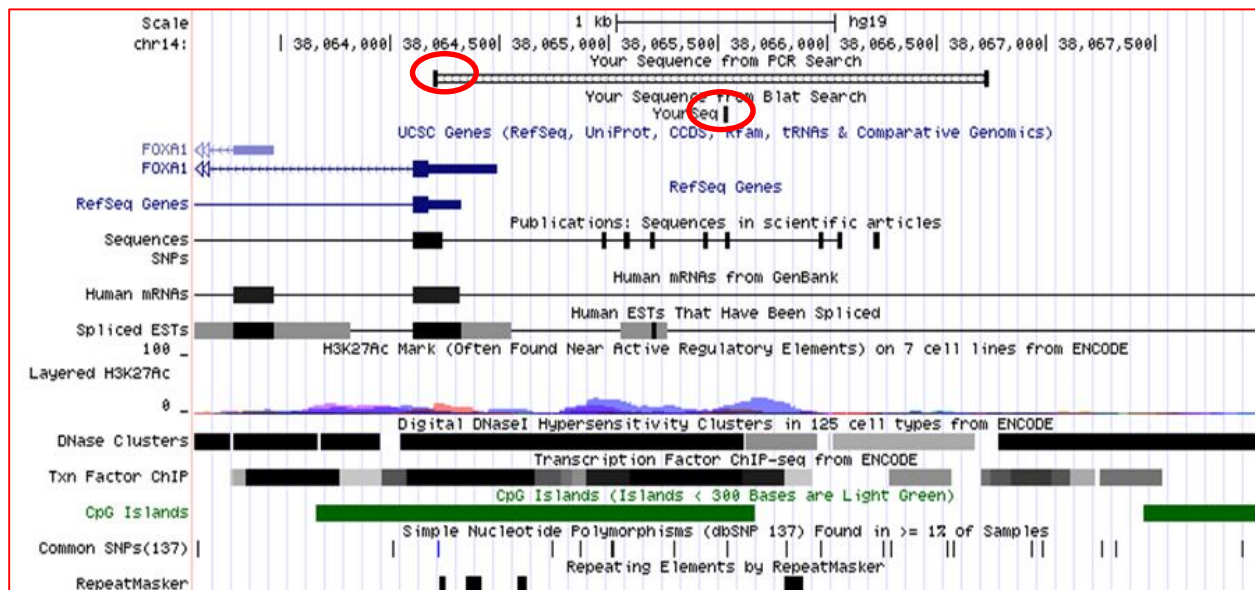 Scale 1 kb hg19
chr14: 38,064,000| 38,064,500| 38,065,000| 38,065,500| 38,066,000| 38,066,500| 38,067,000| 38,067,500|
Your Sequence from PCR Search
Your Sequence from Blat Search
YourSeq
UCSC Genes (RefSeq, UniProt, CCDS, Rfam, tRNAs & Comparative Genomics)
FOXA1
FOXA1
RefSeq Genes
RefSeq Genes
Publications: Sequences in scientific articles
Sequences
SNPs
Human mRNAs from GenBank
Human mRNAs
Human ESTs That Have Been Spliced
Spliced ESTs
H3K27Ac Mark (Often Found Near Active Regulatory Elements) on 7 cell lines from ENCODE
100 _
Layered H3K27Ac
0 _
Digital DNaseI Hypersensitivity Clusters in 125 cell types from ENCODE
DNase Clusters
Transcription Factor ChIP-seq from ENCODE
Txn Factor ChIP
CpG Islands (Islands < 300 Bases are Light Green)
CpG Islands
Simple Nucleotide Polymorphisms (dbSNP 137) Found in >= 1% of Samples
Common SNPs(137)
Repeating Elements by RepeatMasker
RepeatMasker